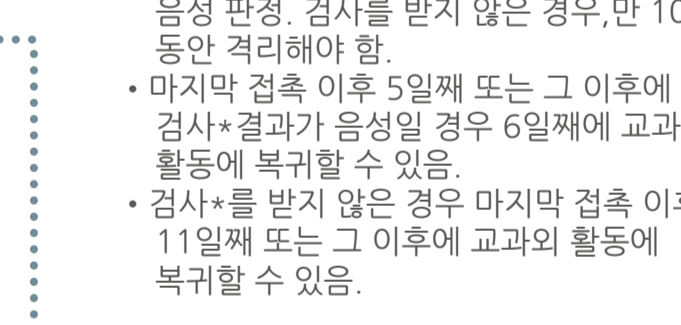 음성 판정. 검사를 받지 않은 경우,만 10
동안 격리해야 함.
• 마지막 접촉 이후 5일째 또는 그 이후에
검사*결과가 음성일 경우 6일째에 교과
활동에 복귀할 수 있음.
• 검사*를 받지 않은 경우 마지막 접촉 이후
11일째 또는 그 이후에 교과외 활동에
복귀할 수 있음.